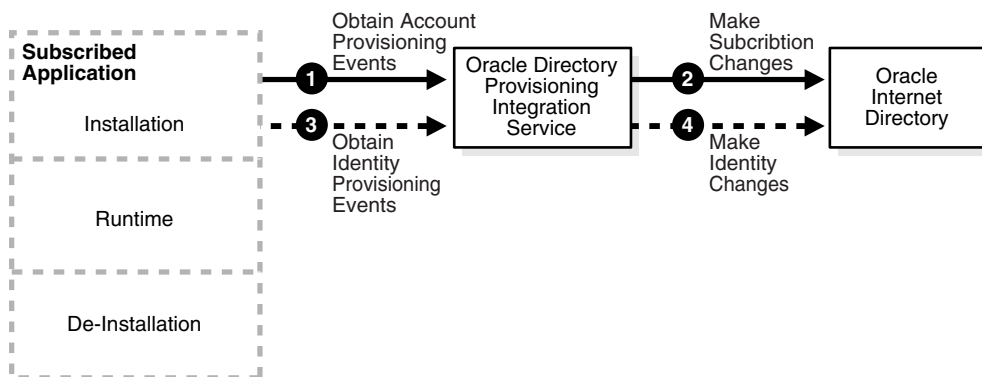 Subscribed
Application
Installation
Runtime
De-Installation
Obtain Account
Provisioning
Events
1
3
Obtain
Identity
Provisioning
Events
Oracle Directory
Provisioning
Integration
Service
Make
Subcribtion
Changes
2
4
Make
Identity
Changes
Oracle
Internet
Directory